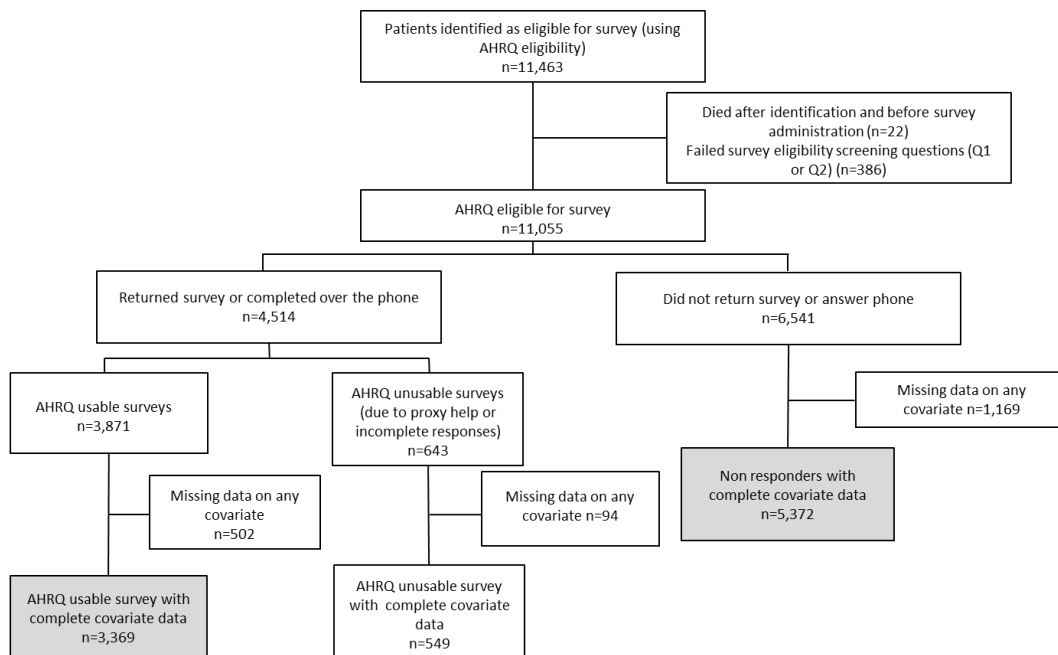 Patients identified as eligible for survey (using
AHRQ eligibility)
n=11,463
Died after identification and before survey
administration (n=22)
Failed survey eligibility screening questions (Q1
or Q2) (n=386)
AHRQ eligible for survey
n=11,055
Returned survey or completed over the phone
n=4,514
Did not return survey or answer phone
n=6,541
AHRQ usable surveys
n=3,871
AHRQ unusable surveys
(due to proxy help or
incomplete responses)
n=643
Missing data on any
covariate n=1,169
Non responders with
complete covariate data
n=5,372
Missing data on any
covariate
n=502
Missing data on any
covariate n=94
AHRQ usable survey with
complete covariate data
n=3,369
AHRQ unusable survey
with complete covariate
data
n=549